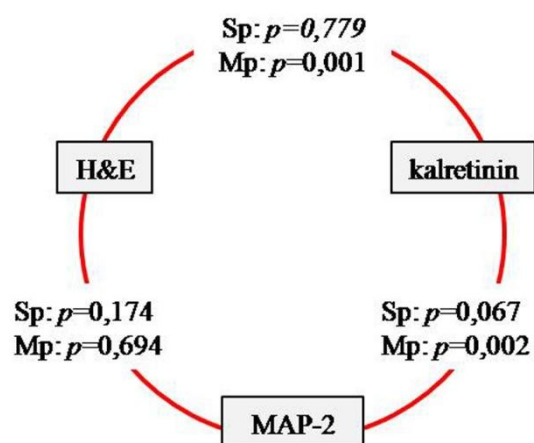 Sp: p=0,779
Mp: p=0,001
H&E
kalretinin
Sp: p=0,174
Mp: p=0,694
Sp: p=0,067
Mp: p=0,002
MAP-2